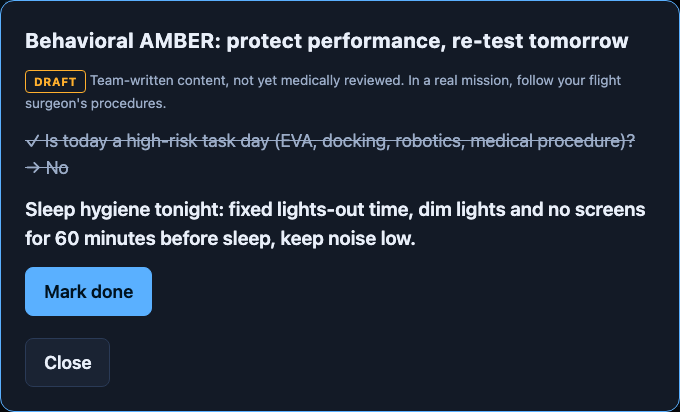 Behavioral AMBER: protect performance, re-test tomorrow
DRAFT Team-written content, not yet medically reviewed. In a real mission, follow your flight
surgeon's procedures.
✓ Is today a high-risk task day (EVA, docking, robotics, medical procedure)?
→ No
Sleep hygiene tonight: fixed lights-out time, dim lights and no screens
for 60 minutes before sleep, keep noise low.
Mark done
Close